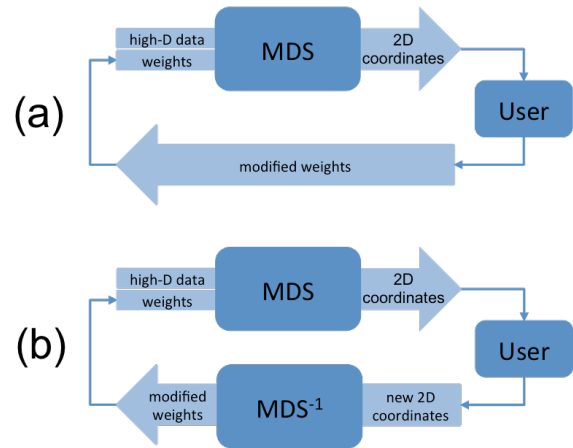 high-D data
weights
MDS
2D
coordinates
User
(a)
modified weights
high-D data
weights
MDS
2D
coordinates
User
(b)
modified
weights
MDS-1
new 2D
coordinates